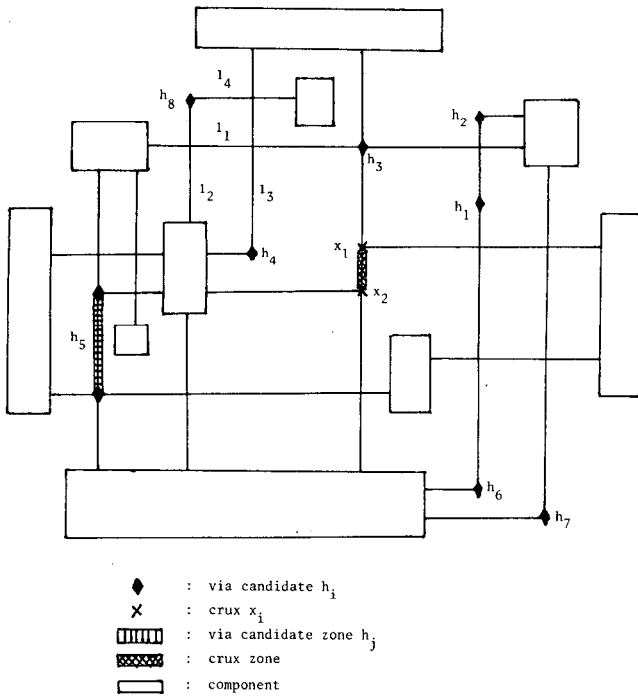 l4
h8
l1
h2
h3
l2
l3
h1
h4
x1
x2
h5
h6
h7
: via candidate hi
: crux xi
: via candidate zone hj
: crux zone
: component